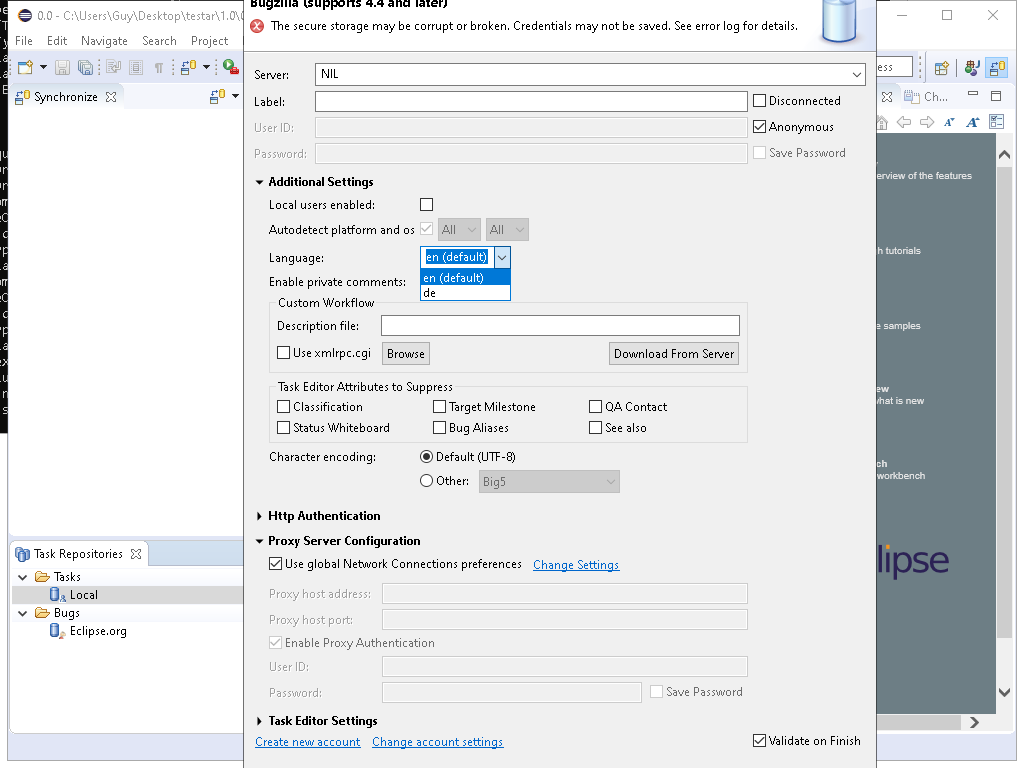 Bugzilla (supports 4.4 and later)
The secure storage may be corrupt or broken. Credentials may not be saved. See error log for details.
0.0 - C:\Users\Guy\Desktop\testar\1.0\
File Edit Navigate Search Project
Synchronize
Server: NIL
Label:
Disconnected
User ID:
Anonymous
Password:
Save Password
Additional Settings
Local users enabled:
Autodetect platform and os All All
Language: en (default)
en (default)
de
Enable private comments:
Custom Workflow
Description file:
Use xmlrpc.cgi Browse Download From Server
Task Editor Attributes to Suppress
Classification Target Milestone QA Contact
Status Whiteboard Bug Aliases See also
Character encoding: Default (UTF-8)
Other: Big5
Http Authentication
Proxy Server Configuration
Use global Network Connections preferences Change Settings
Proxy host address:
Proxy host port:
Enable Proxy Authentication
User ID:
Password:
Save Password
Task Editor Settings
Create new account Change account settings
Validate on Finish
Task Repositories
Tasks
Local
Bugs
Eclipse.org
Ch...
erview of the features
h tutorials
e samples
ew
what is new
ch
workbench
lipse